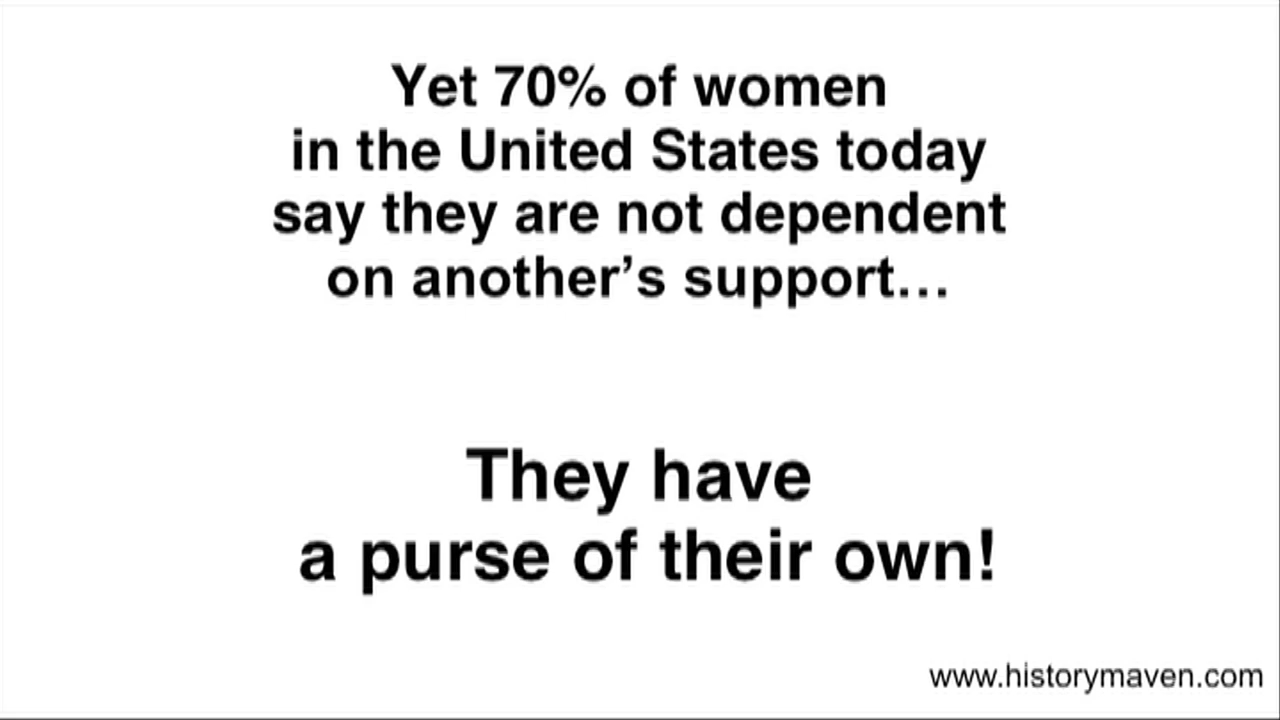 Yet 70% of women
in the United States today
say they are not dependent
on another’s support…
They have
a purse of their own!
www.historymaven.com